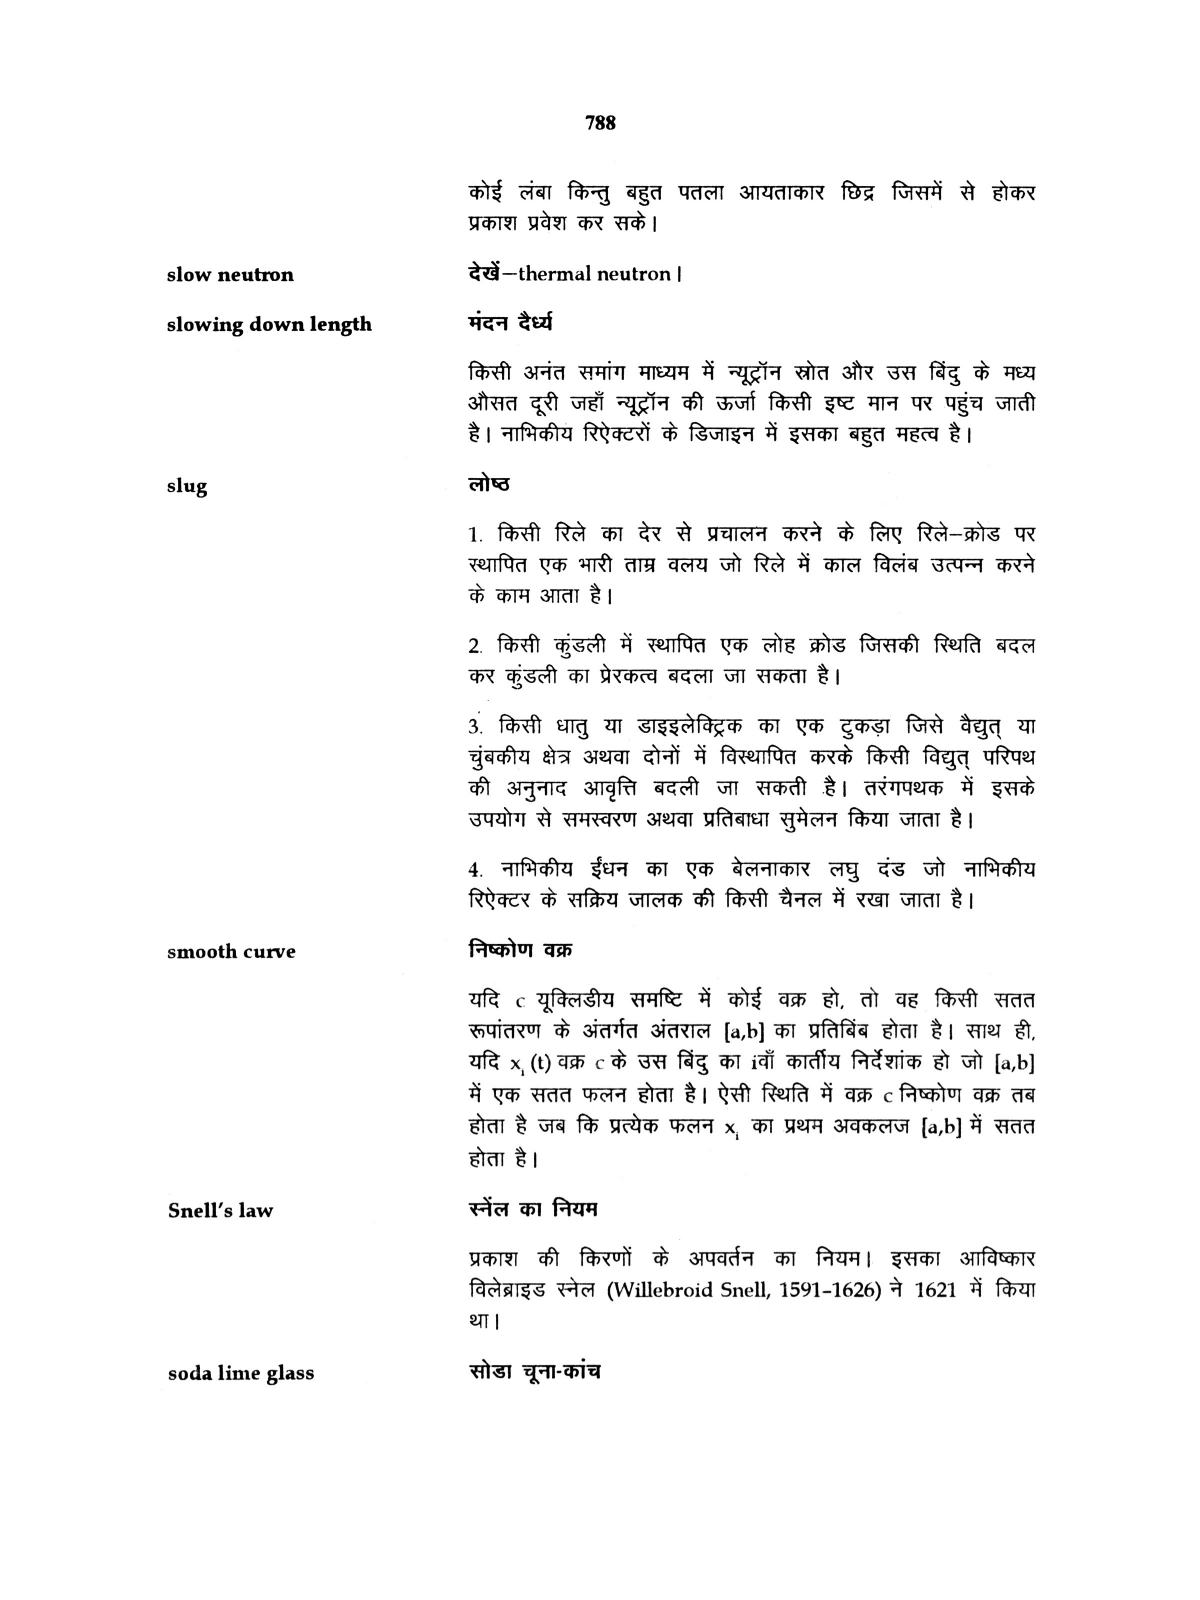 788
कोई लंबा किन्तु बहुत पतला आयताकार छिद्र जिसमें से होकर
प्रकाश प्रवेश कर सके।
slow neutron देखें–thermal neutron।
slowing down length मंदन दैर्ध्य
किसी अनंत समांग माध्यम में न्यूट्रॉन स्रोत और उस बिंदु के मध्य
औसत दूरी जहाँ न्यूट्रॉन की ऊर्जा किसी इष्ट मान पर पहुंच जाती
है। नाभिकीय रिऐक्टरों के डिजाइन में इसका बहुत महत्व है।
slug लोष्ठ
1. किसी रिले का देर से प्रचालन करने के लिए रिले–क्रोड पर
स्थापित एक भारी ताम्र वलय जो रिले में काल विलंब उत्पन्न करने
के काम आता है।
2. किसी कुंडली में स्थापित एक लोह क्रोड जिसकी स्थिति बदल
कर कुंडली का प्रेरकत्व बदला जा सकता है।
3. किसी धातु या डाइइलेक्ट्रिक का एक टुकड़ा जिसे वैद्युत् या
चुंबकीय क्षेत्र अथवा दोनों में विस्थापित करके किसी विद्युत् परिपथ
की अनुनाद आवृत्ति बदली जा सकती है। तरंगपथक में इसके
उपयोग से समस्वरण अथवा प्रतिबाधा सुमेलन किया जाता है।
4. नाभिकीय ईंधन का एक बेलनाकार लघु दंड जो नाभिकीय
रिऐक्टर के सक्रिय जालक की किसी चैनल में रखा जाता है।
smooth curve निष्कोण वक्र
यदि c यूक्लिडीय समष्टि में कोई वक्र हो, तो वह किसी सतत
रूपांतरण के अंतर्गत अंतराल [a,b] का प्रतिबिंब होता है। साथ ही,
यदि x<sub>i</sub> (t) वक्र c के उस बिंदु का iवाँ कार्तीय निर्देशांक हो जो [a,b]
में एक सतत फलन होता है। ऐसी स्थिति में वक्र c निष्कोण वक्र तब
होता है जब कि प्रत्येक फलन x<sub>i</sub> का प्रथम अवकलज [a,b] में सतत
होता है।
Snell's law स्नेंल का नियम
प्रकाश की किरणों के अपवर्तन का नियम। इसका आविष्कार
विलेब्राइड स्नेल (Willebroid Snell, 1591–1626) ने 1621 में किया
था।
soda lime glass सोडा चूना-कांच